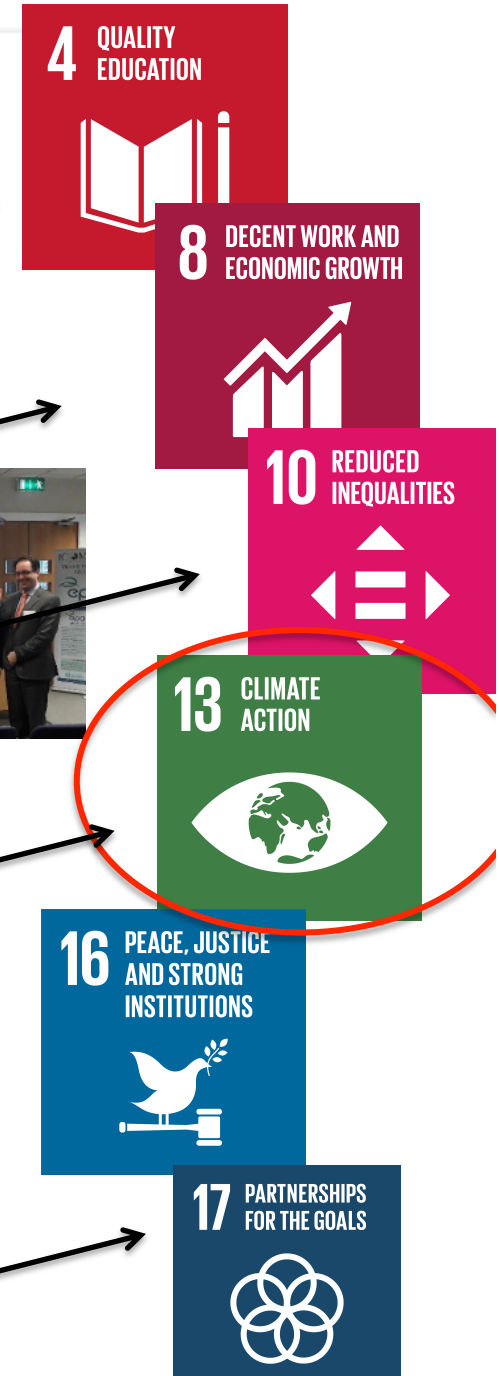 4 QUALITY
EDUCATION
8 DECENT WORK AND
ECONOMIC GROWTH
10 REDUCED
INEQUALITIES
13 CLIMATE
ACTION
16 PEACE, JUSTICE
AND STRONG
INSTITUTIONS
17 PARTNERSHIPS
FOR THE GOALS